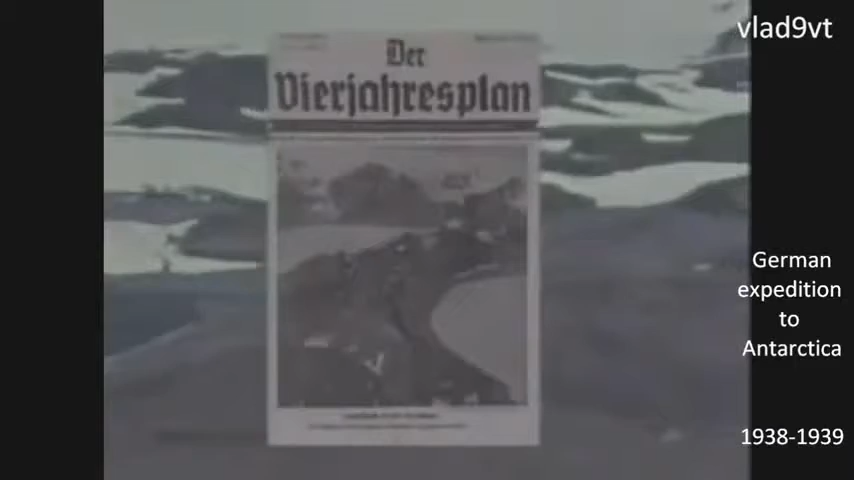 vlad9vt
Der
Vierjahresplan
German
expedition
to
Antarctica
1938-1939